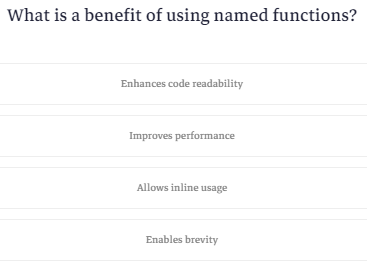 What is a benefit of using named functions?
Enhances code readability
Improves performance
Allows inline usage
Enables brevity